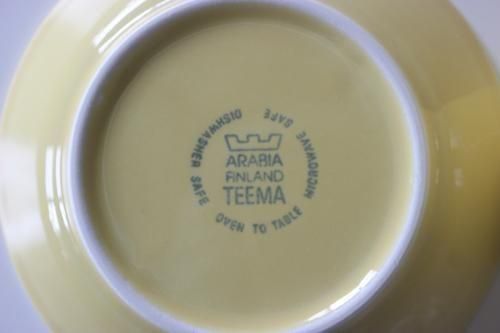 ARABIA
FINLAND
TEEMA
DISHWASHER SAFE
OVEN TO TABLE
MICROWAVE SAFE